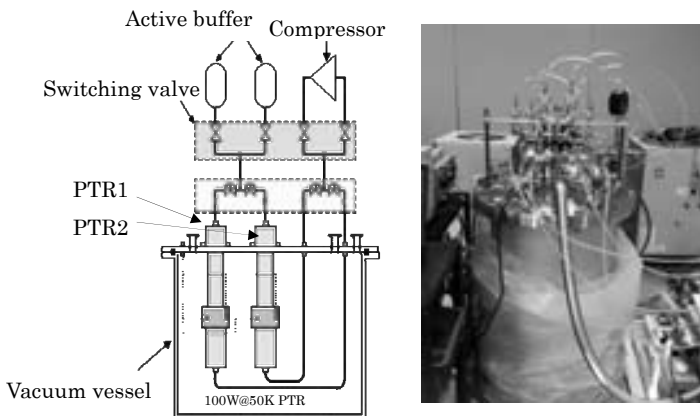 Active buffer
Compressor
Switching valve
PTR1
PTR2
Vacuum vessel
100W@50K PTR